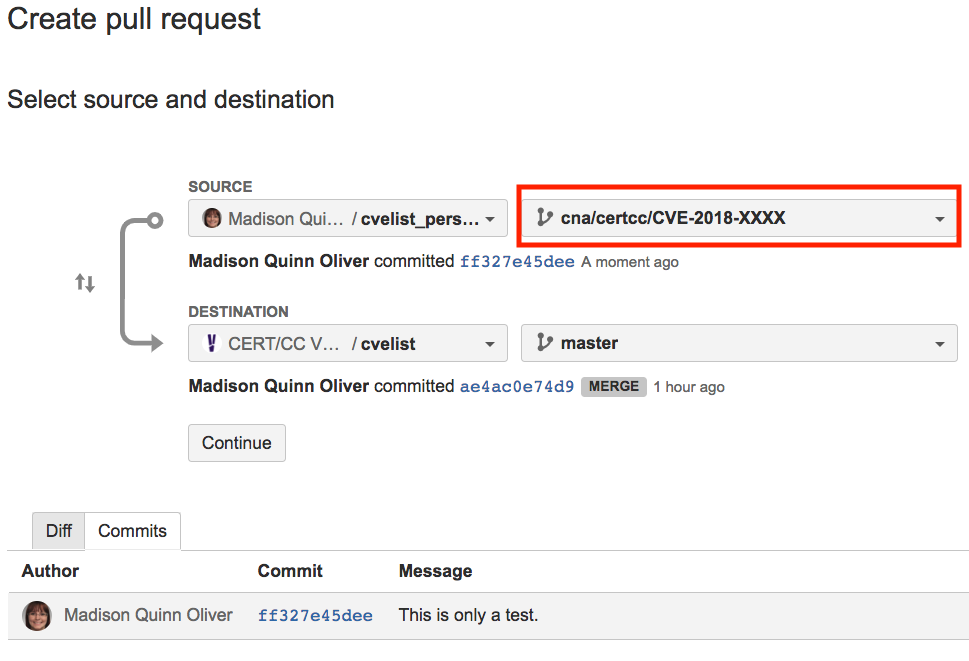 Create pull request
Select source and destination
SOURCE
Madison Qui... / cvelist_pers...
cna/certcc/CVE-2018-XXXX
Madison Quinn Oliver committed ff327e45dee A moment ago
DESTINATION
CERT/CC V... / cvelist
master
Madison Quinn Oliver committed ae4ac0e74d9 MERGE 1 hour ago
Continue
Diff Commits
Author Commit Message
Madison Quinn Oliver ff327e45dee This is only a test.